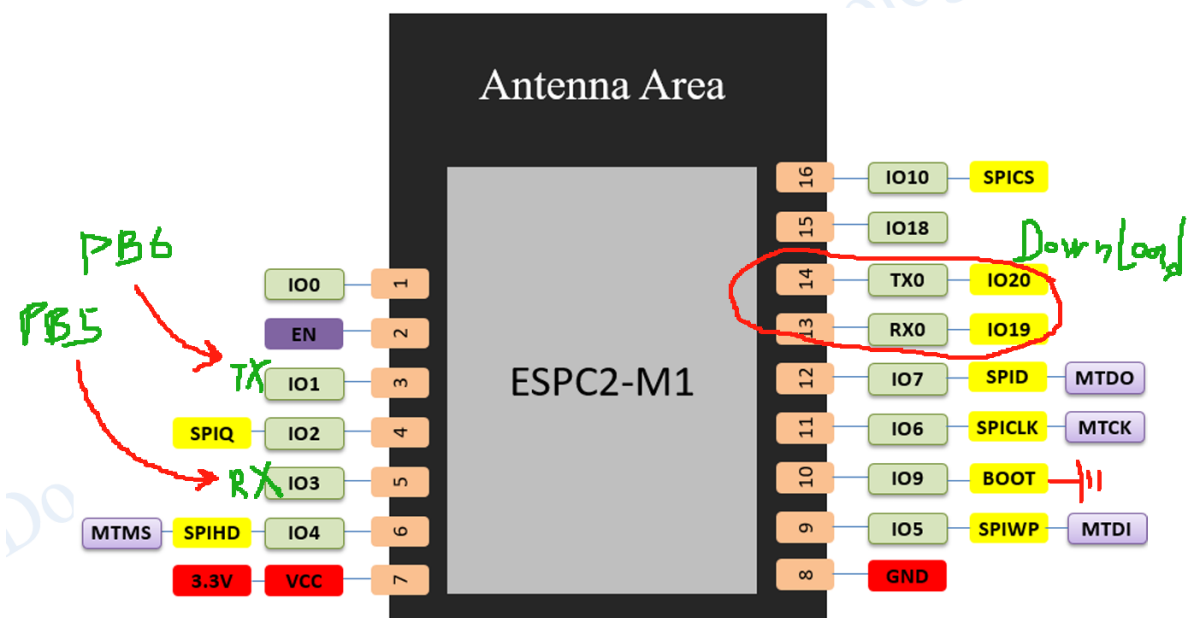 Antenna Area
ESPC2-M1
PB6
PB5
IO0 1
EN 2
TX IO1 3
SPIQ IO2 4
RX IO3 5
MTMS SPIHD IO4 6
3.3V VCC 7
16 IO10 SPICS
15 IO18
Download
14 TX0 IO20
13 RX0 IO19
12 IO7 SPID MTDO
11 IO6 SPICLK MTCK
10 IO9 BOOT
9 IO5 SPIWP MTDI
8 GND
Do